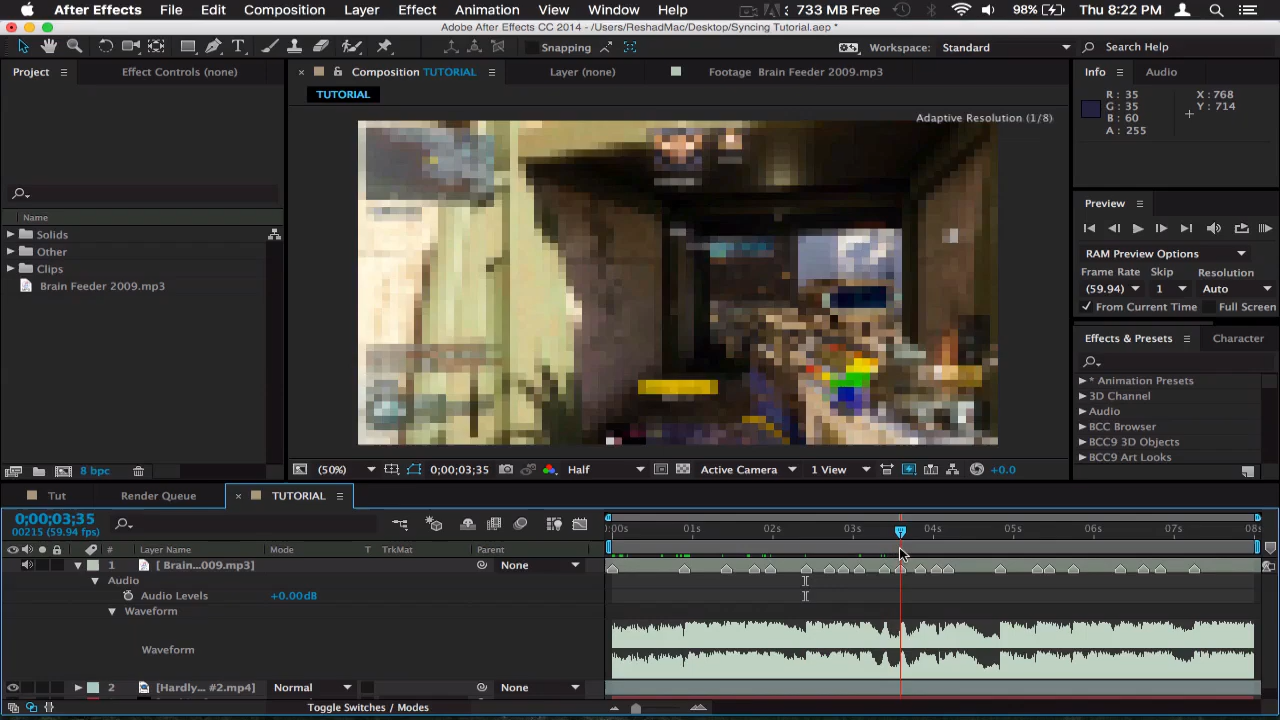 After Effects File Edit Composition Layer Effect Animation View Window Help 733 MB Free 98% Thu 8:22 PM
Adobe After Effects CC 2014 - /Users/ReshadMac/Desktop/Syncing Tutorial.aep *
Snapping Workspace: Standard Search Help
Project Effect Controls (none) Composition TUTORIAL Layer (none) Footage Brain Feeder 2009.mp3 Info Audio
TUTORIAL
R : 35 X : 768
G : 35 Y : 714
B : 60
A : 255
Adaptive Resolution (1/8)
Name
Solids
Other
Clips
Brain Feeder 2009.mp3
Preview
RAM Preview Options
Frame Rate Skip Resolution
(59.94) 1 Auto
From Current Time Full Screen
Effects & Presets Character
* Animation Presets
3D Channel
Audio
BCC Browser
BCC9 3D Objects
BCC9 Art Looks
8 bpc (50%) 0;00;03;35 Half Active Camera 1 View +0.0
Tut Render Queue TUTORIAL
0;00;03;35
00215 (59.94 fps)
0:00s 01s 02s 03s 04s 05s 06s 07s 08s
# Layer Name Mode T TrkMat Parent
1 [ Brain...009.mp3] None
Audio
Audio Levels +0.00dB
Waveform
Waveform
2 [Hardly... #2.mp4] Normal None
Toggle Switches / Modes